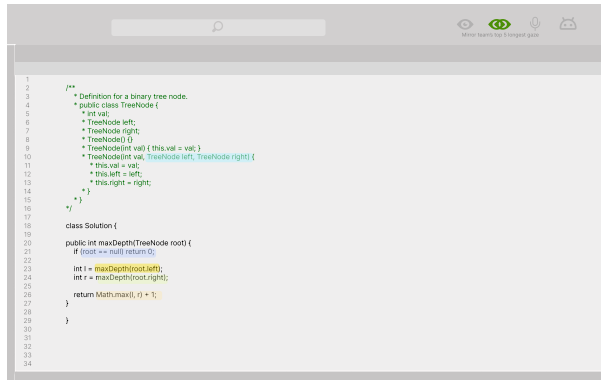 Mirror team's top 5 longest gaze
1
2 /**
3 * Definition for a binary tree node.
4 * public class TreeNode {
5 * int val;
6 * TreeNode left;
7 * TreeNode right;
8 * TreeNode() {}
9 * TreeNode(int val) { this.val = val; }
10 * TreeNode(int val, TreeNode left, TreeNode right) {
11 * this.val = val;
12 * this.left = left;
13 * this.right = right;
14 * }
15 * }
16 */
17
18 class Solution {
19
20 public int maxDepth(TreeNode root) {
21 if (root == null) return 0;
22
23 int l = maxDepth(root.left);
24 int r = maxDepth(root.right);
25
26 return Math.max(l, r) + 1;
27 }
28
29 }
30
31
32
33
34